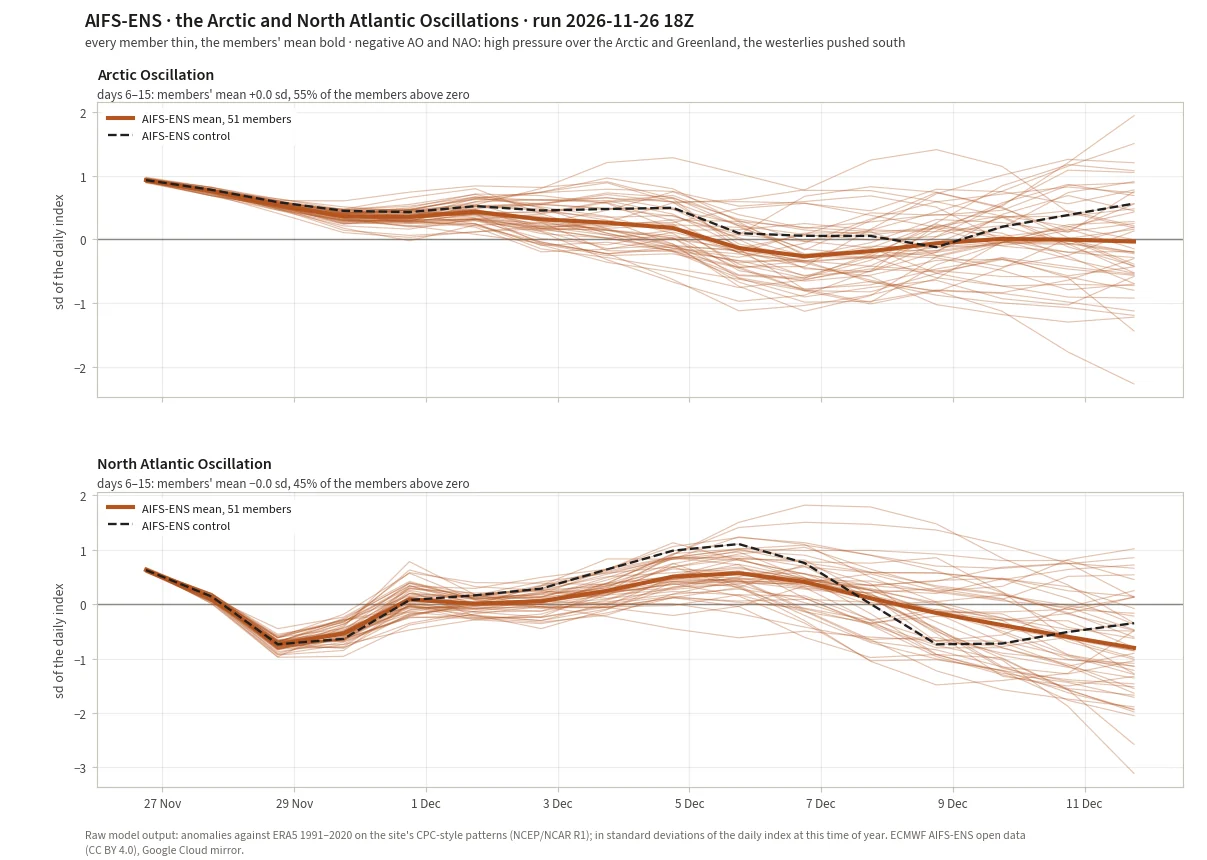 AIFS-ENS · the Arctic and North Atlantic Oscillations · run 2026-11-26 18Z
every member thin, the members' mean bold · negative AO and NAO: high pressure over the Arctic and Greenland, the westerlies pushed south
Arctic Oscillation
days 6–15: members' mean +0.0 sd, 55% of the members above zero
AIFS-ENS mean, 51 members
AIFS-ENS control
sd of the daily index
2
1
0
−1
−2
North Atlantic Oscillation
days 6–15: members' mean −0.0 sd, 45% of the members above zero
AIFS-ENS mean, 51 members
AIFS-ENS control
sd of the daily index
2
1
0
−1
−2
−3
27 Nov
29 Nov
1 Dec
3 Dec
5 Dec
7 Dec
9 Dec
11 Dec
Raw model output: anomalies against ERA5 1991–2020 on the site's CPC-style patterns (NCEP/NCAR R1); in standard deviations of the daily index at this time of year. ECMWF AIFS-ENS open data
(CC BY 4.0), Google Cloud mirror.